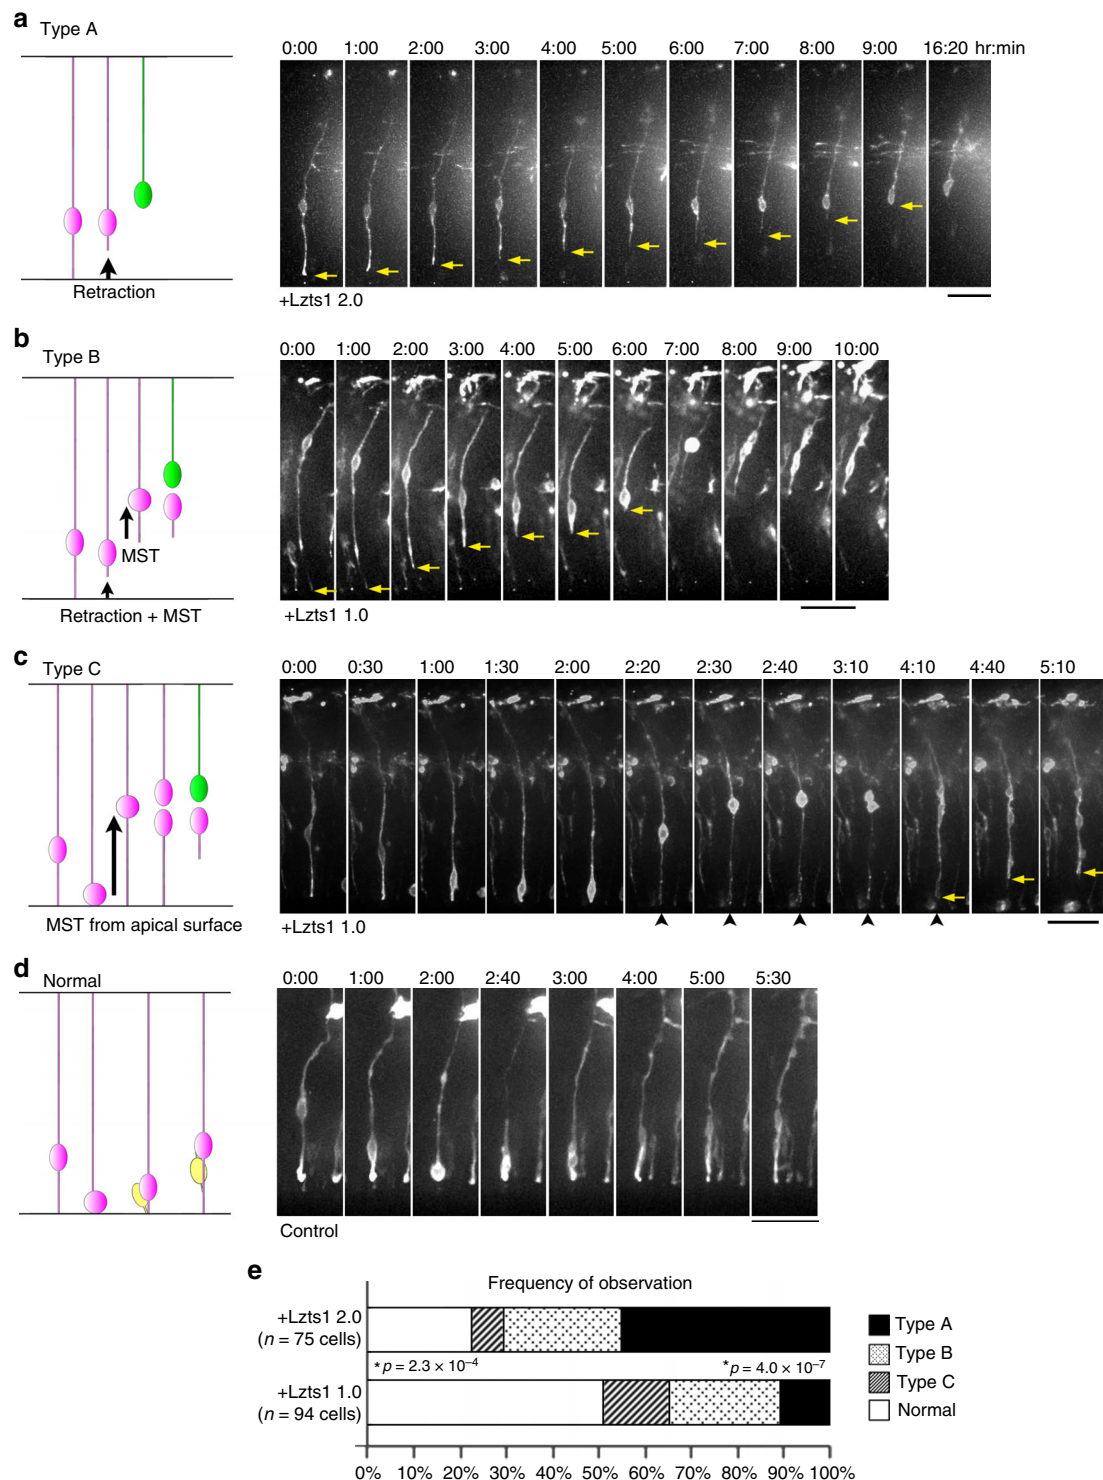 a
Type A
0:00 1:00 2:00 3:00 4:00 5:00 6:00 7:00 8:00 9:00 16:20 hr:min
Retraction
+Lzts1 2.0
b
Type B
0:00 1:00 2:00 3:00 4:00 5:00 6:00 7:00 8:00 9:00 10:00
MST
Retraction + MST
+Lzts1 1.0
c
Type C
0:00 0:30 1:00 1:30 2:00 2:20 2:30 2:40 3:10 4:10 4:40 5:10
MST from apical surface
+Lzts1 1.0
d
Normal
0:00 1:00 2:00 2:40 3:00 4:00 5:00 5:30
Control
e
Frequency of observation
+Lzts1 2.0
(n = 75 cells)
*p = 2.3 × 10⁻⁴
*p = 4.0 × 10⁻⁷
+Lzts1 1.0
(n = 94 cells)
Type A
Type B
Type C
Normal
0% 10% 20% 30% 40% 50% 60% 70% 80% 90% 100%